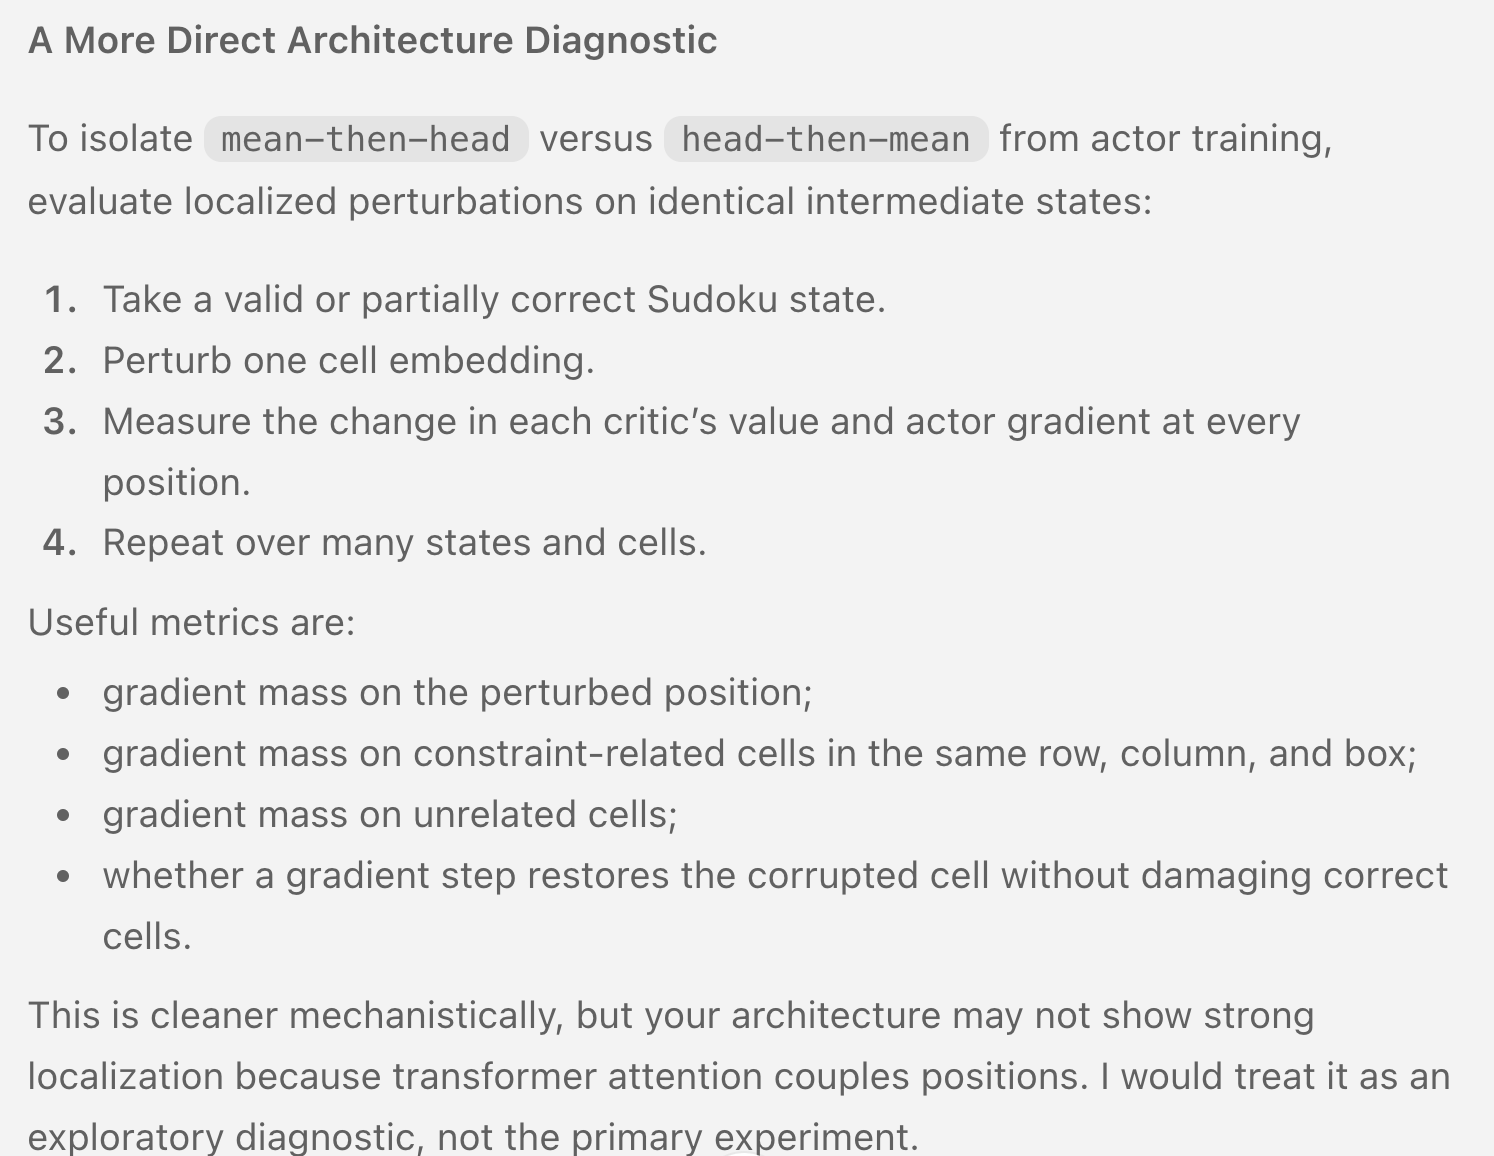 A More Direct Architecture Diagnostic
To isolate mean-then-head versus head-then-mean from actor training,
evaluate localized perturbations on identical intermediate states:
1. Take a valid or partially correct Sudoku state.
2. Perturb one cell embedding.
3. Measure the change in each critic’s value and actor gradient at every
position.
4. Repeat over many states and cells.
Useful metrics are:
• gradient mass on the perturbed position;
• gradient mass on constraint-related cells in the same row, column, and box;
• gradient mass on unrelated cells;
• whether a gradient step restores the corrupted cell without damaging correct
cells.
This is cleaner mechanistically, but your architecture may not show strong
localization because transformer attention couples positions. I would treat it as an
exploratory diagnostic, not the primary experiment.